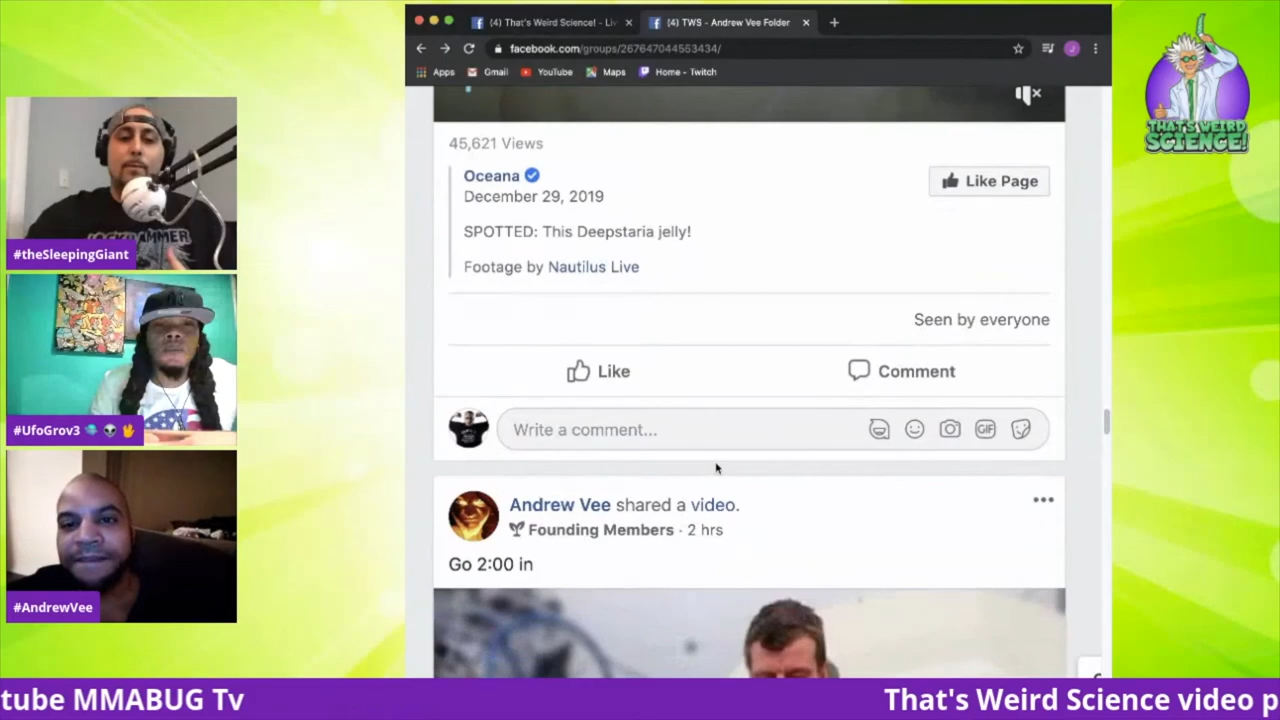 (4) That's Weird Science! - Liv
(4) TWS - Andrew Vee Folder
facebook.com/groups/267647044553434/
Apps Gmail YouTube Maps Home - Twitch
THAT'S WEIRD
SCIENCE!
45,621 Views
Oceana
Like Page
December 29, 2019
SPOTTED: This Deepstaria jelly!
Footage by Nautilus Live
Seen by everyone
Like Comment
Write a comment...
GIF
Andrew Vee shared a video.
Founding Members · 2 hrs
Go 2:00 in
JACKHAMMER
#theSleepingGiant
#UfoGrov3 🛸 👽 🖖
#AndrewVee
tube MMABUG Tv
That's Weird Science video p